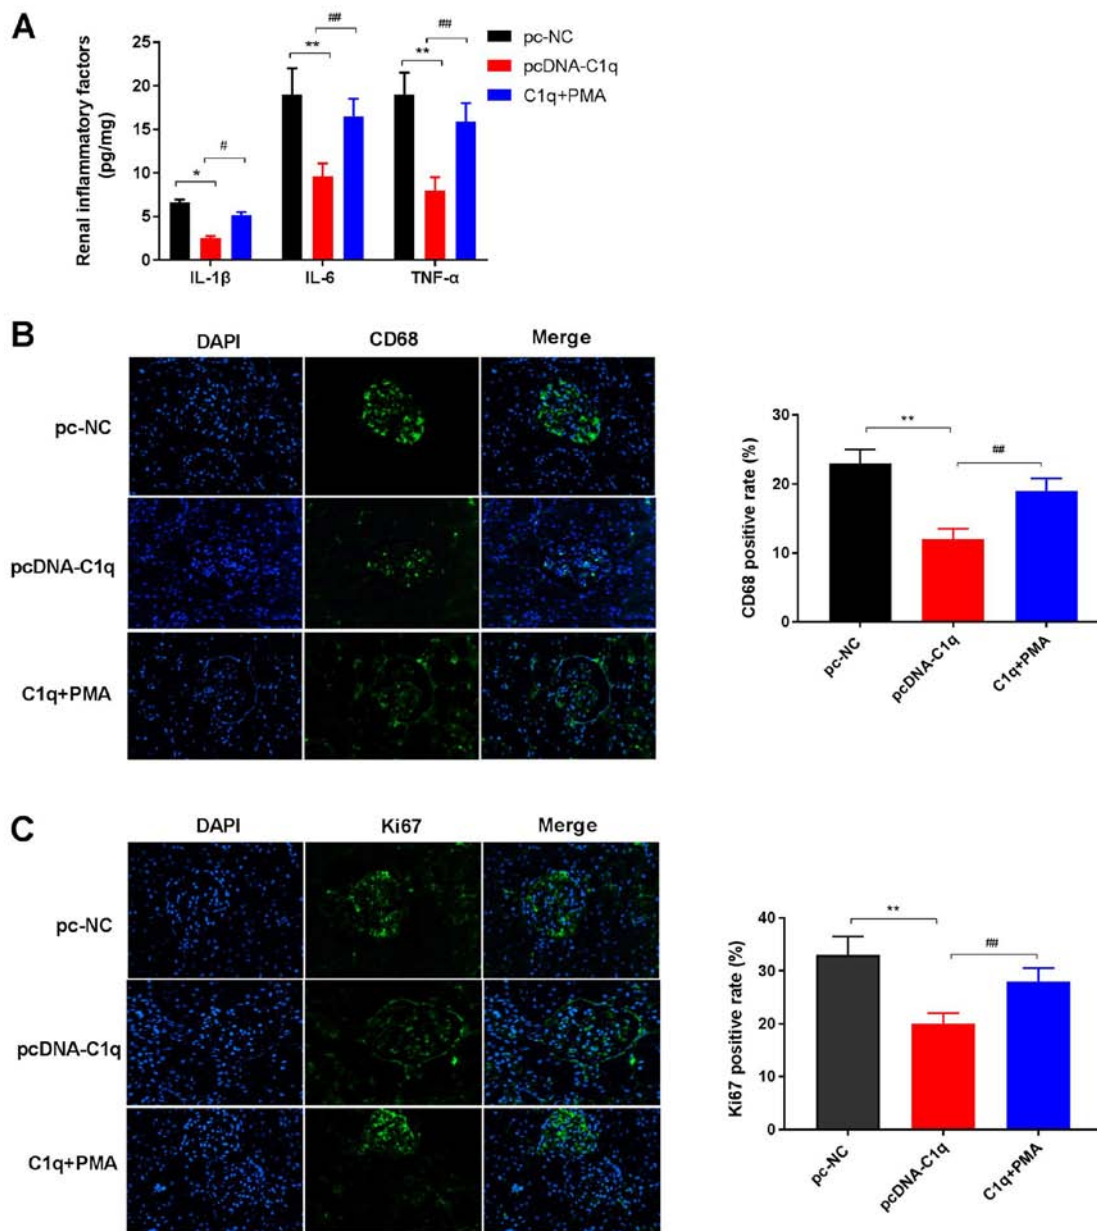 A
Renal inflammatory factors
(pg/mg)
25
20
15
10
5
0
* # ** ## ** ##
IL-1β IL-6 TNF-α
pc-NC
pcDNA-C1q
C1q+PMA
B
DAPI CD68 Merge
pc-NC
pcDNA-C1q
C1q+PMA
CD68 positive rate (%)
30
20
10
0
** ##
pc-NC pcDNA-C1q C1q+PMA
C
DAPI Ki67 Merge
pc-NC
pcDNA-C1q
C1q+PMA
Ki67 positive rate (%)
40
30
20
10
0
** ##
pc-NC pcDNA-C1q C1q+PMA